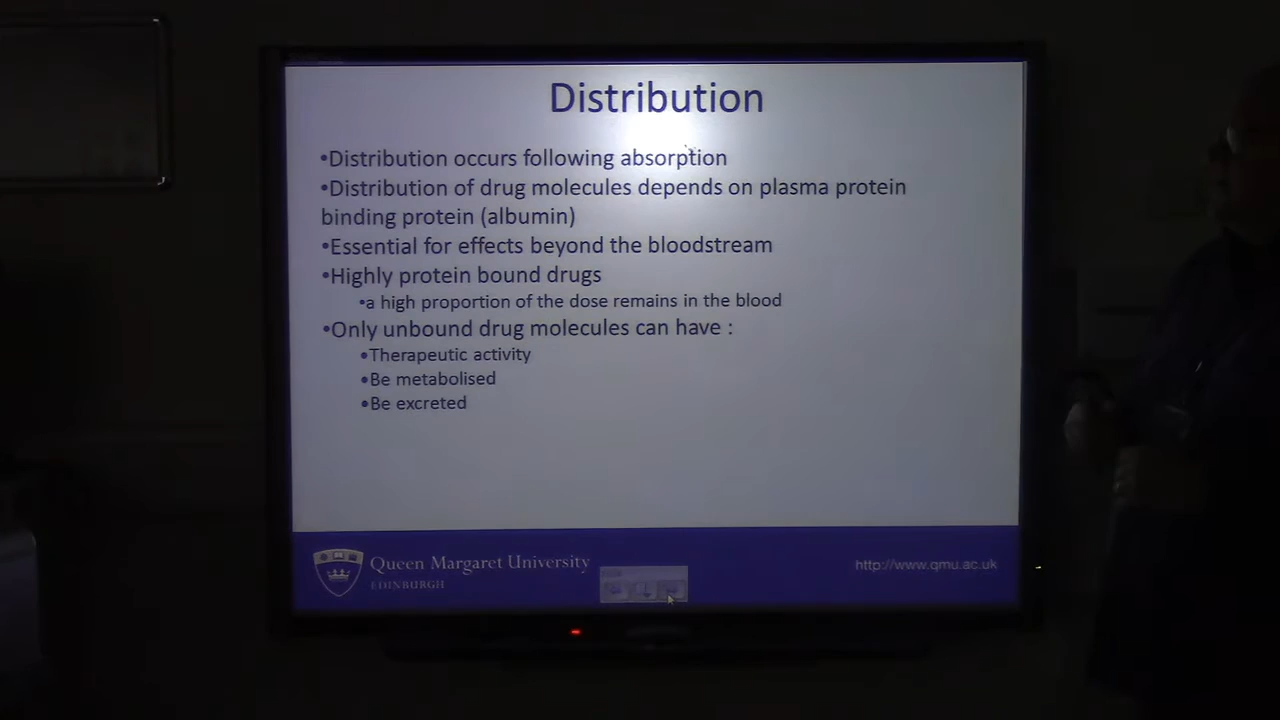 Distribution
•Distribution occurs following absorption
•Distribution of drug molecules depends on plasma protein
binding protein (albumin)
•Essential for effects beyond the bloodstream
•Highly protein bound drugs
•a high proportion of the dose remains in the blood
•Only unbound drug molecules can have :
•Therapeutic activity
•Be metabolised
•Be excreted
Queen Margaret University
EDINBURGH
http://www.qmu.ac.uk